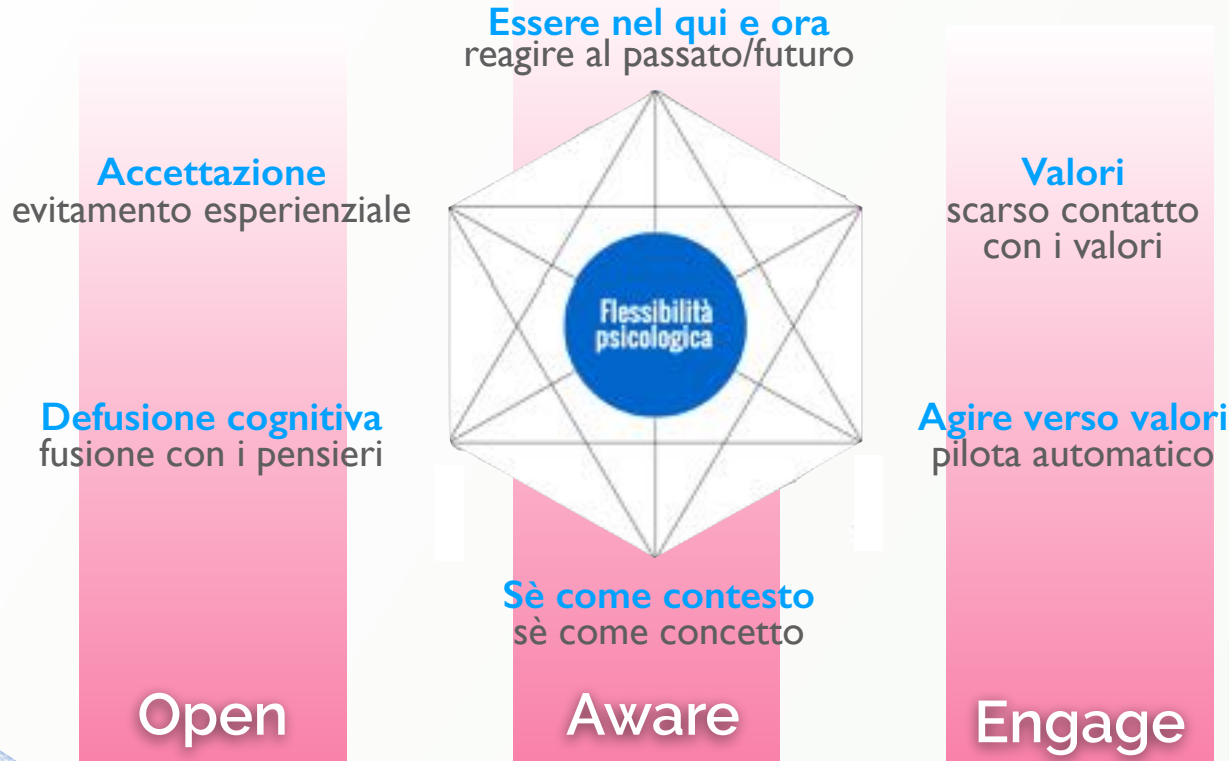 Essere nel qui e ora
reagire al passato/futuro
Accettazione
evitamento esperienziale
Valori
scarso contatto
con i valori
Flessibilità
psicologica
Defusione cognitiva
fusione con i pensieri
Agire verso valori
pilota automatico
Sè come contesto
sè come concetto
Open
Aware
Engage